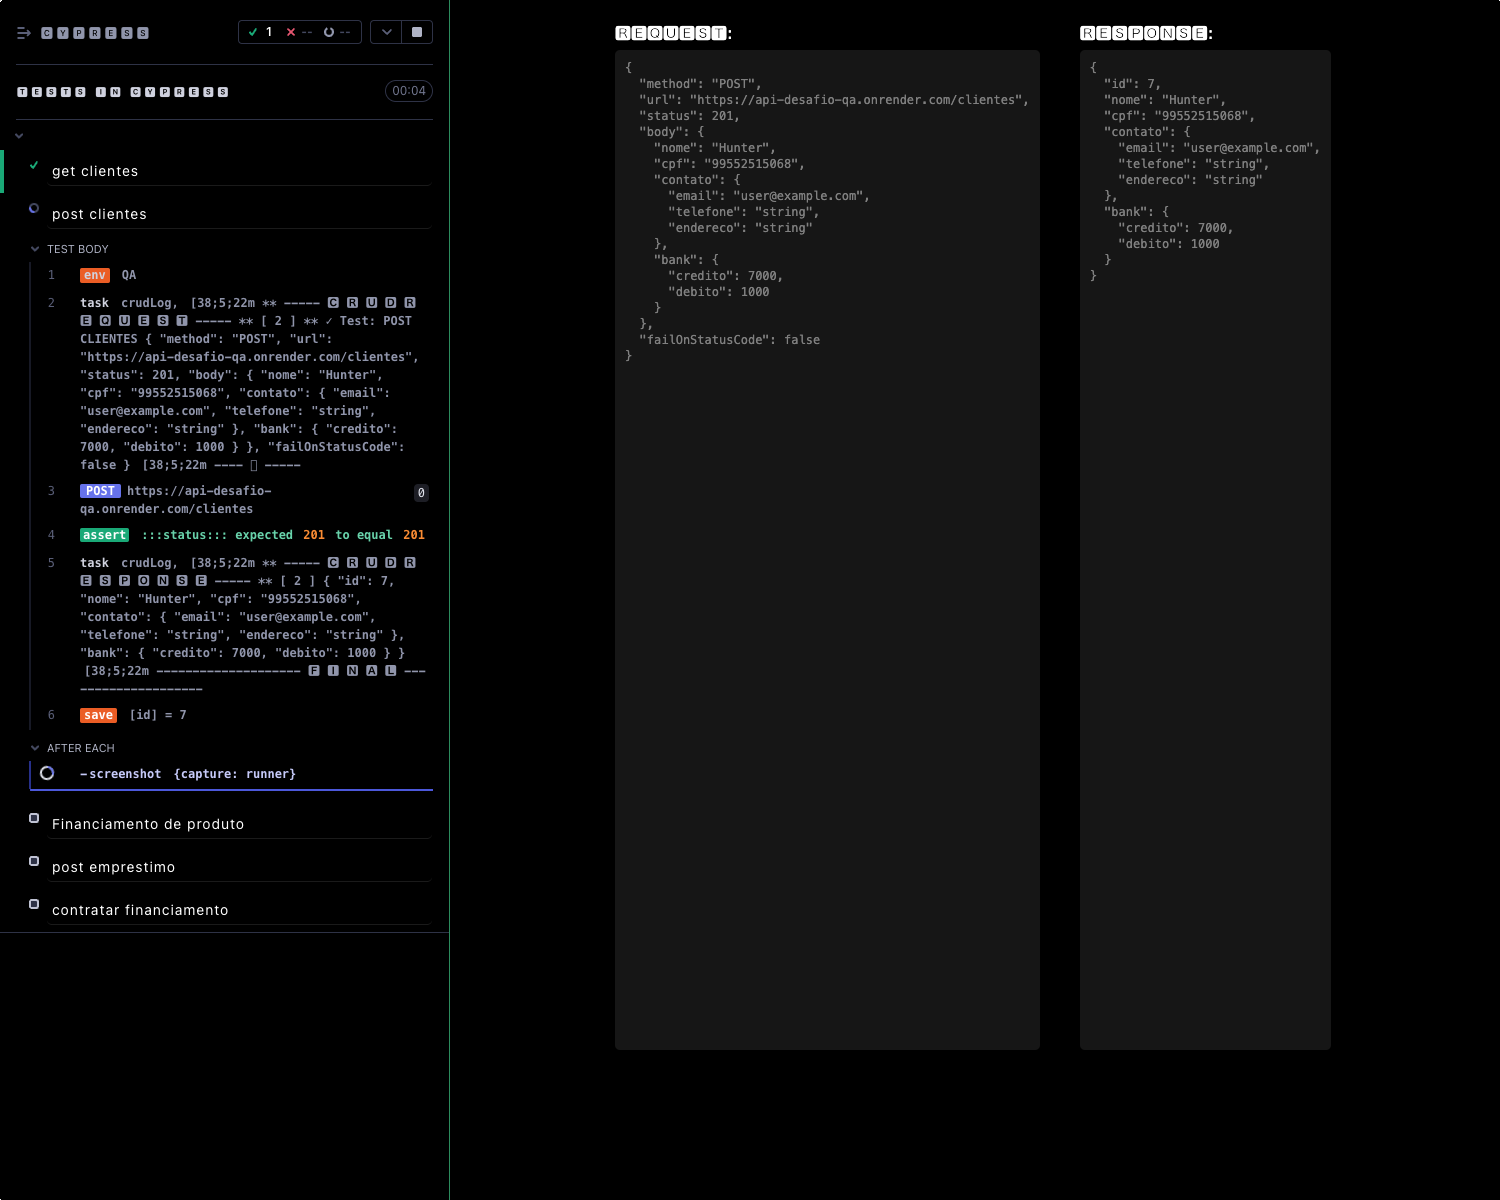 CYPRESS
1 -- --
TESTS IN CYPRESS 00:04
get clientes
post clientes
TEST BODY
1 env QA
2 task crudLog, [38;5;22m ** ----- C R U D R
E Q U E S T ----- ** [ 2 ] ** ✓ Test: POST
CLIENTES { "method": "POST", "url":
"https://api-desafio-qa.onrender.com/clientes",
"status": 201, "body": { "nome": "Hunter",
"cpf": "99552515068", "contato": { "email":
"user@example.com", "telefone": "string",
"endereco": "string" }, "bank": { "credito":
7000, "debito": 1000 } }, "failOnStatusCode":
false } [38;5;22m ---- ▯ -----
3 POST https://api-desafio-
qa.onrender.com/clientes 0
4 assert :::status::: expected 201 to equal 201
5 task crudLog, [38;5;22m ** ----- C R U D R
E S P O N S E ----- ** [ 2 ] { "id": 7,
"nome": "Hunter", "cpf": "99552515068",
"contato": { "email": "user@example.com",
"telefone": "string", "endereco": "string" },
"bank": { "credito": 7000, "debito": 1000 } }
[38;5;22m -------------------- F I N A L ---
-----------------
6 save [id] = 7
AFTER EACH
-screenshot {capture: runner}
Financiamento de produto
post emprestimo
contratar financiamento
REQUEST:
{
"method": "POST",
"url": "https://api-desafio-qa.onrender.com/clientes",
"status": 201,
"body": {
"nome": "Hunter",
"cpf": "99552515068",
"contato": {
"email": "user@example.com",
"telefone": "string",
"endereco": "string"
},
"bank": {
"credito": 7000,
"debito": 1000
}
},
"failOnStatusCode": false
}
RESPONSE:
{
"id": 7,
"nome": "Hunter",
"cpf": "99552515068",
"contato": {
"email": "user@example.com",
"telefone": "string",
"endereco": "string"
},
"bank": {
"credito": 7000,
"debito": 1000
}
}